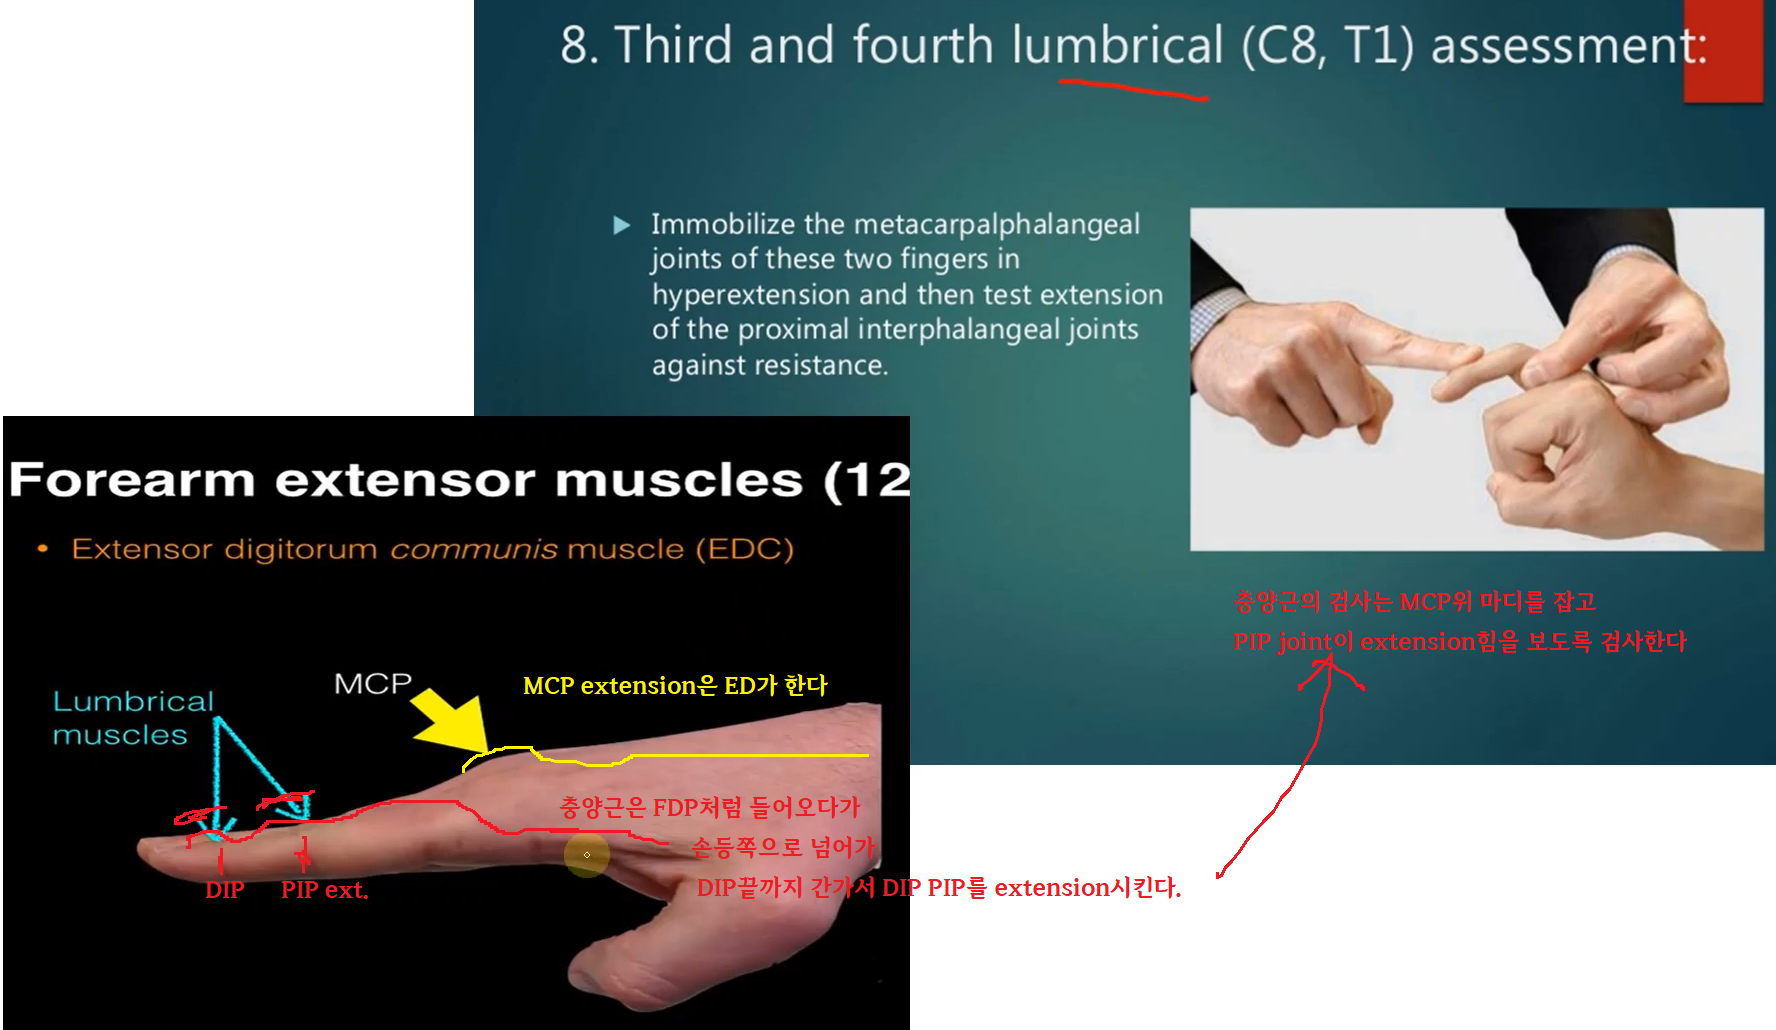 8. Third and fourth lumbrical (C8, T1) assessment:
Immobilize the metacarpalphalangeal
joints of these two fingers in
hyperextension and then test extension
of the proximal interphalangeal joints
against resistance.
충양근의 검사는 MCP위 마디를 잡고
PIP joint이 extension힘을 보도록 검사한다
Forearm extensor muscles (12
• Extensor digitorum communis muscle (EDC)
MCP
MCP extension은 ED가 한다
Lumbrical
muscles
충양근은 FDP처럼 들어오다가
손등쪽으로 넘어가
DIP끝까지 간가서 DIP PIP를 extension시킨다.
DIP
PIP ext.